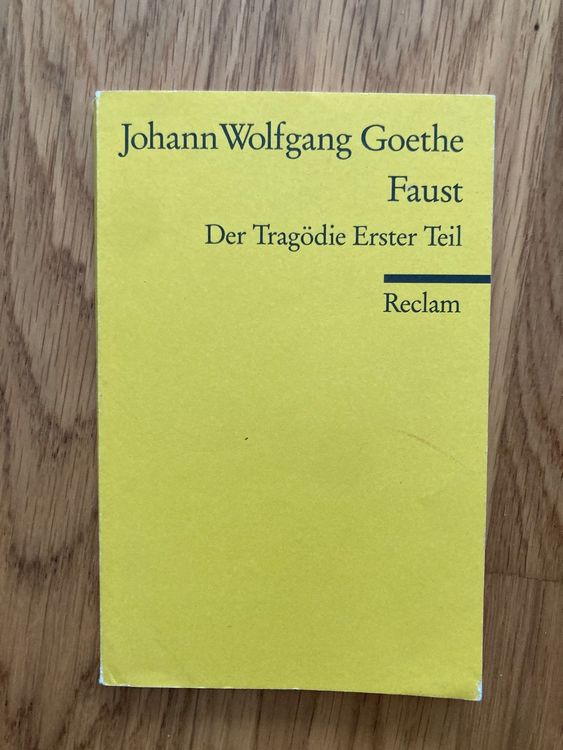 Johann Wolfgang Goethe
Faust
Der Tragödie Erster Teil
Reclam